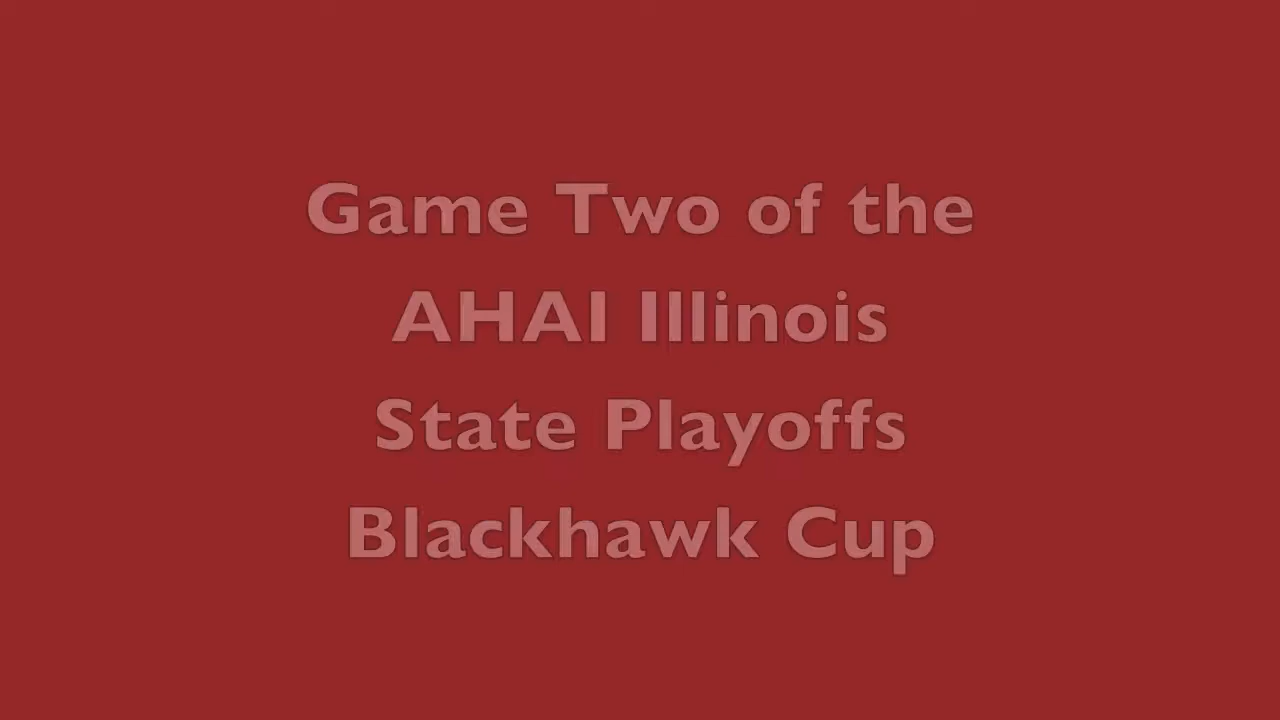 Game Two of the
AHAI Illinois
State Playoffs
Blackhawk Cup